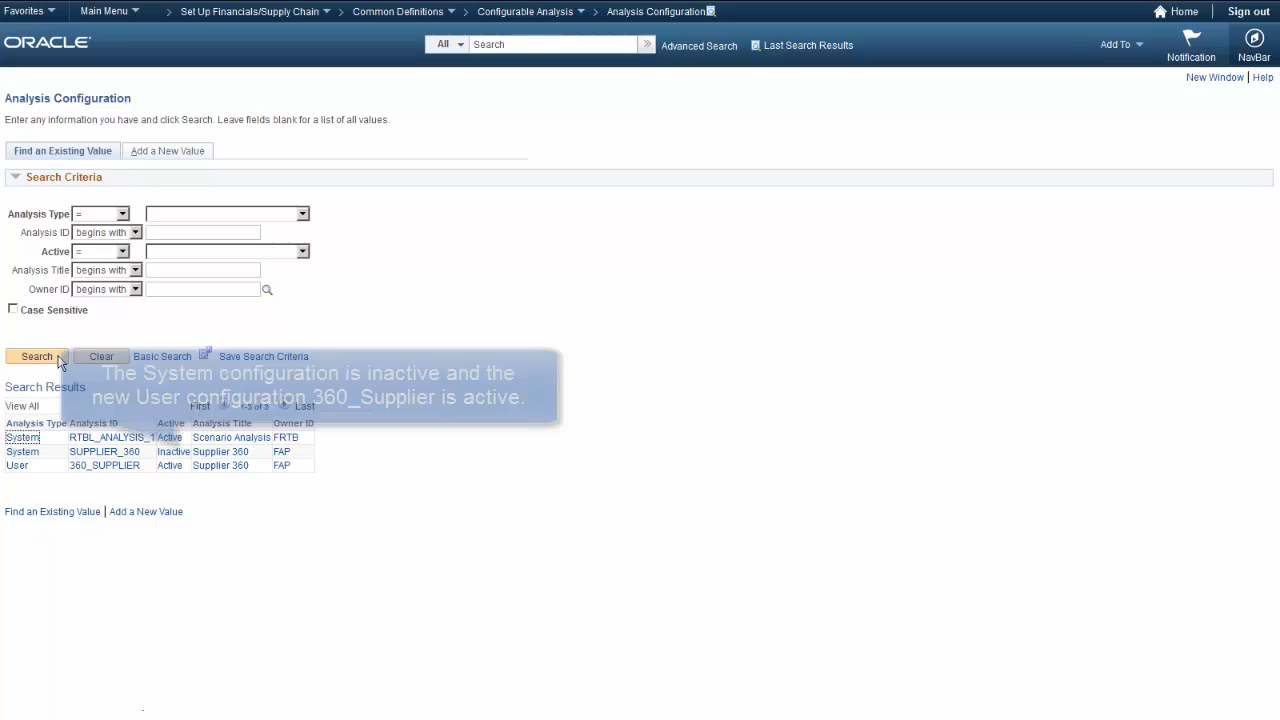 Favorites Main Menu > Set Up Financials/Supply Chain > Common Definitions > Configurable Analysis > Analysis Configuration Home Sign out
ORACLE All Search » Advanced Search Last Search Results Add To Notification NavBar
New Window | Help
Analysis Configuration
Enter any information you have and click Search. Leave fields blank for a list of all values.
Find an Existing Value Add a New Value
Search Criteria
Analysis Type =
Analysis ID begins with
Active =
Analysis Title begins with
Owner ID begins with
Case Sensitive
Search Clear Basic Search Save Search Criteria
The System configuration is inactive and the
new User configuration 360_Supplier is active.
Search Results
View All First 1-3 of 3 Last
Analysis Type Analysis ID Active Analysis Title Owner ID
System RTBL_ANALYSIS_1 Active Scenario Analysis FRTB
System SUPPLIER_360 Inactive Supplier 360 FAP
User 360_SUPPLIER Active Supplier 360 FAP
Find an Existing Value | Add a New Value